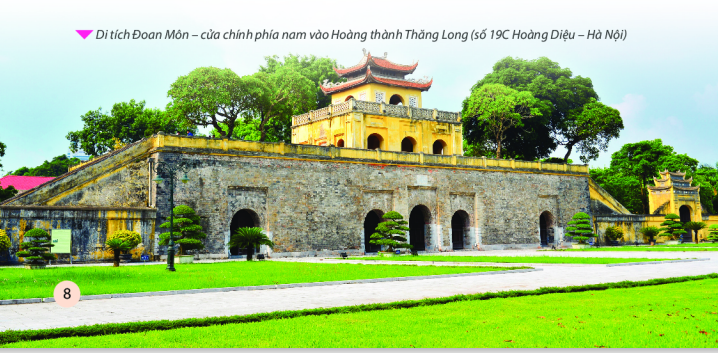 Di tích Đoan Môn – cửa chính phía nam vào Hoàng thành Thăng Long (số 19C Hoàng Diệu – Hà Nội)
8